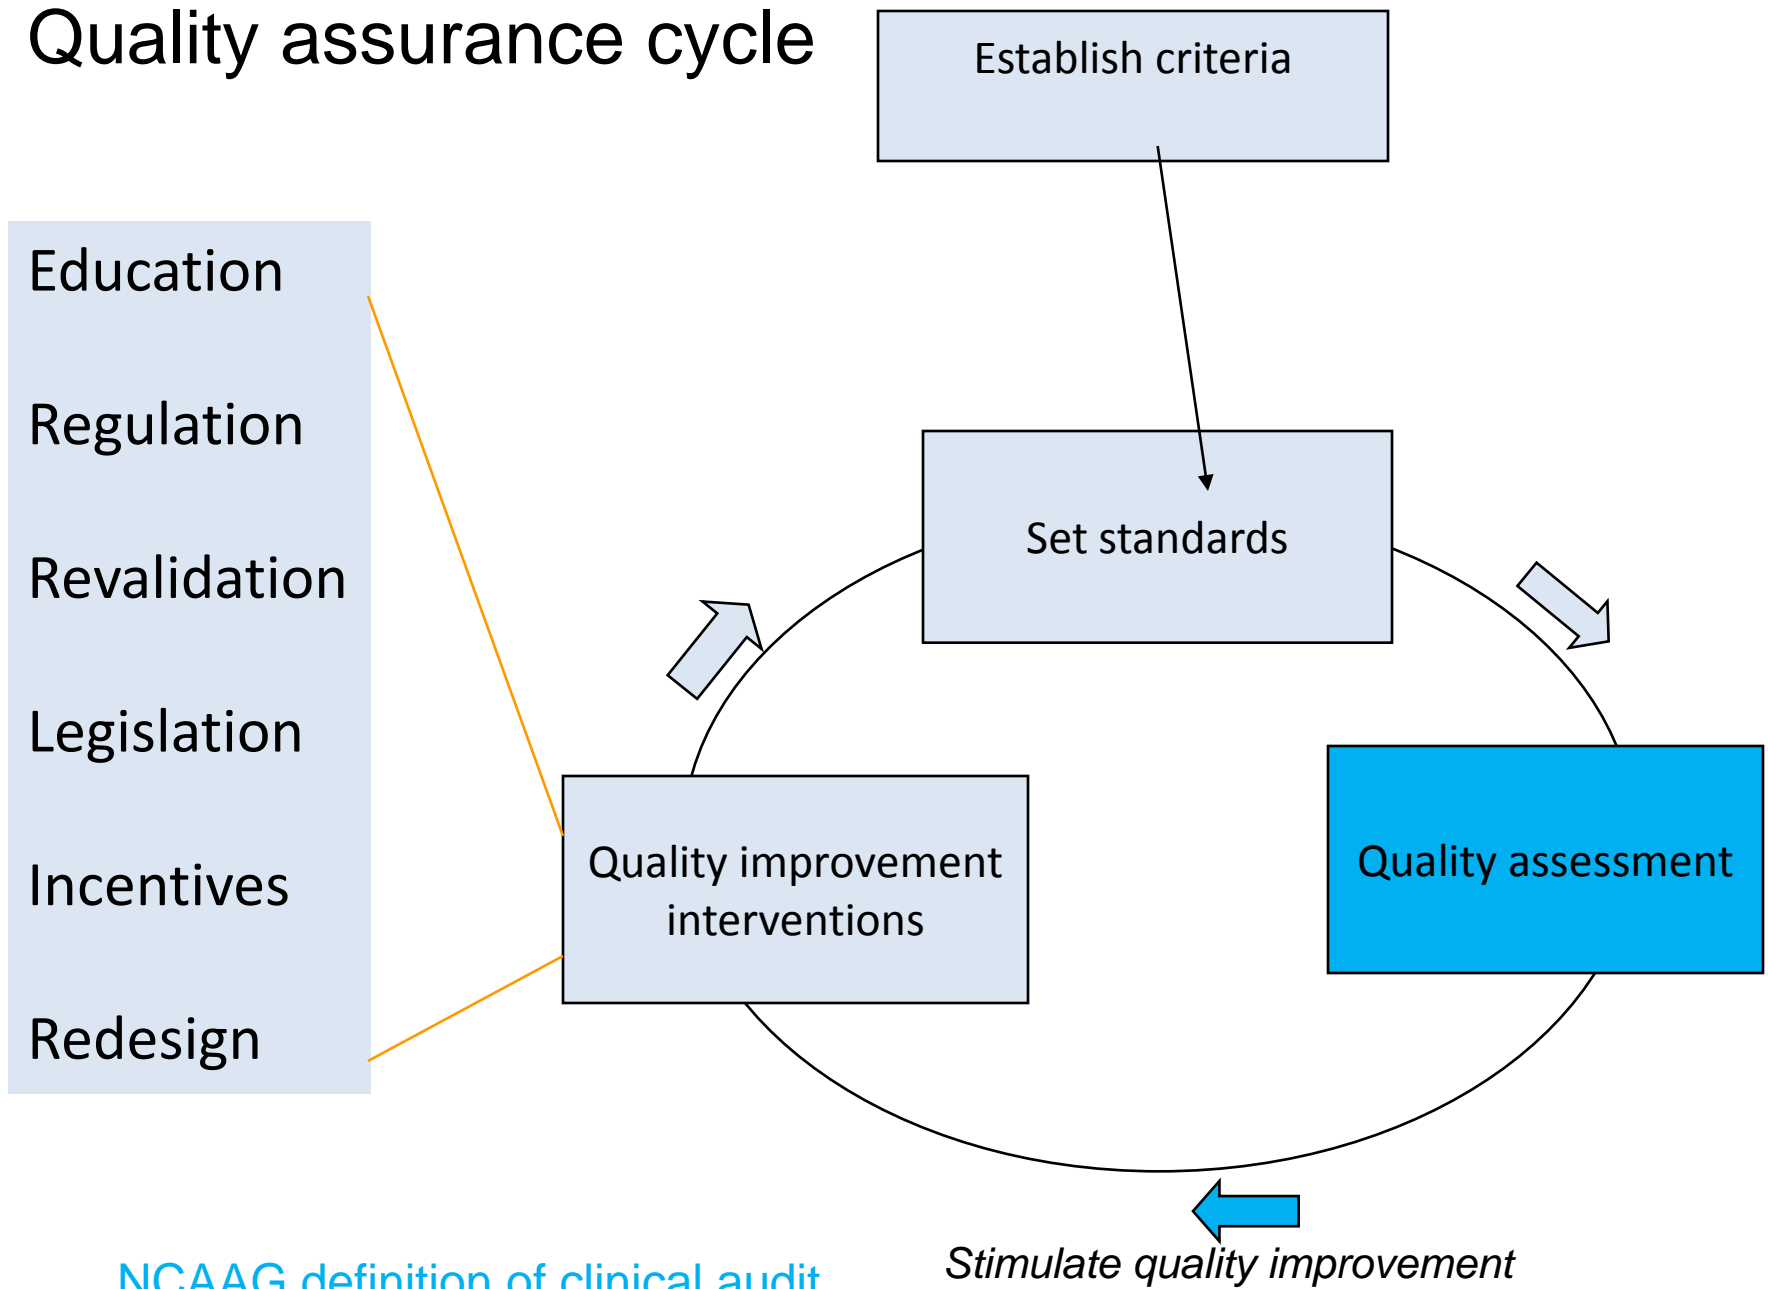 Quality assurance cycle
Establish criteria
Education
Regulation
Revalidation
Legislation
Incentives
Redesign
Set standards
Quality improvement
interventions
Quality assessment
Stimulate quality improvement
NCAAG definition of clinical audit